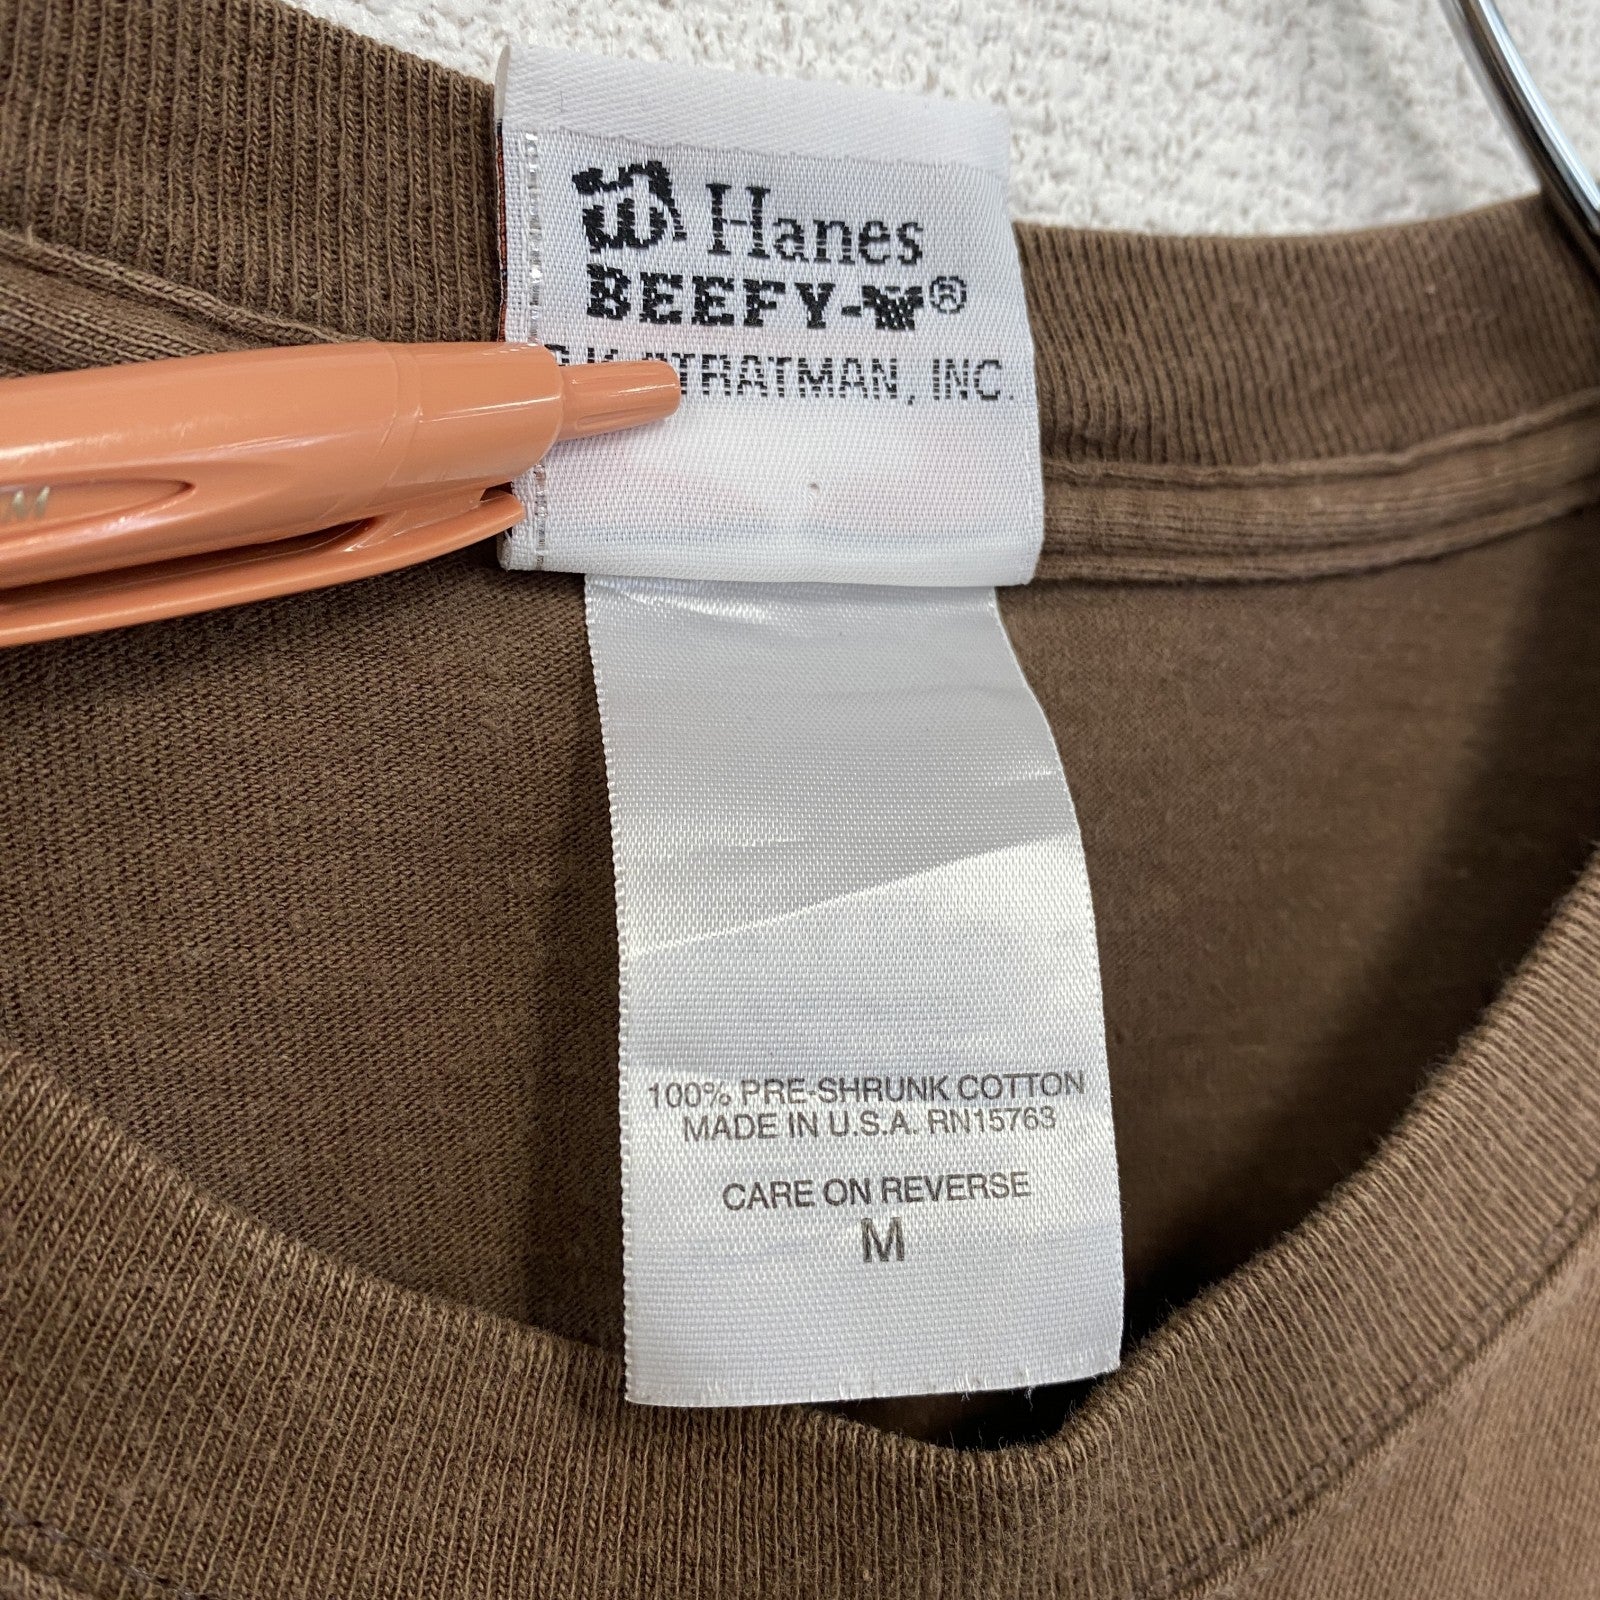 Hanes
BEEFY-®
STRATMAN, INC.
100% PRE-SHRUNK COTTON
MADE IN U.S.A. RN15763
CARE ON REVERSE
M